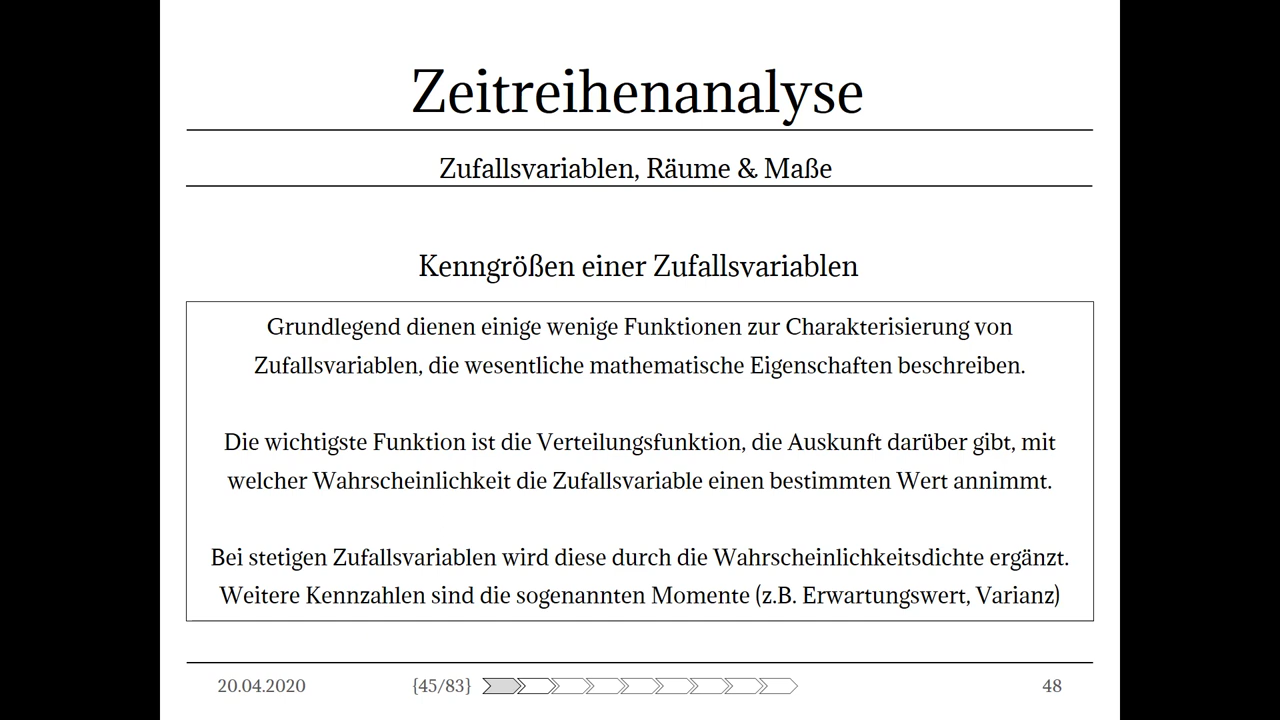 Zeitreihenanalyse
Zufallsvariablen, Räume & Maße
Kenngrößen einer Zufallsvariablen
Grundlegend dienen einige wenige Funktionen zur Charakterisierung von
Zufallsvariablen, die wesentliche mathematische Eigenschaften beschreiben.
Die wichtigste Funktion ist die Verteilungsfunktion, die Auskunft darüber gibt, mit
welcher Wahrscheinlichkeit die Zufallsvariable einen bestimmten Wert annimmt.
Bei stetigen Zufallsvariablen wird diese durch die Wahrscheinlichkeitsdichte ergänzt.
Weitere Kennzahlen sind die sogenannten Momente (z.B. Erwartungswert, Varianz)
20.04.2020 {45/83} 48